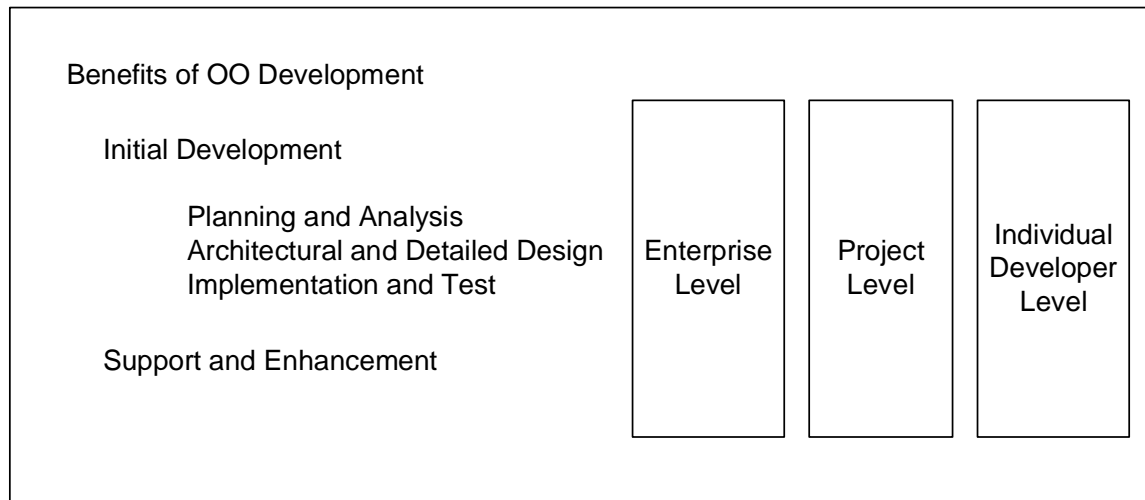 Benefits of OO Development
Initial Development
Planning and Analysis
Architectural and Detailed Design
Implementation and Test
Support and Enhancement
Enterprise
Level
Project
Level
Individual
Developer
Level